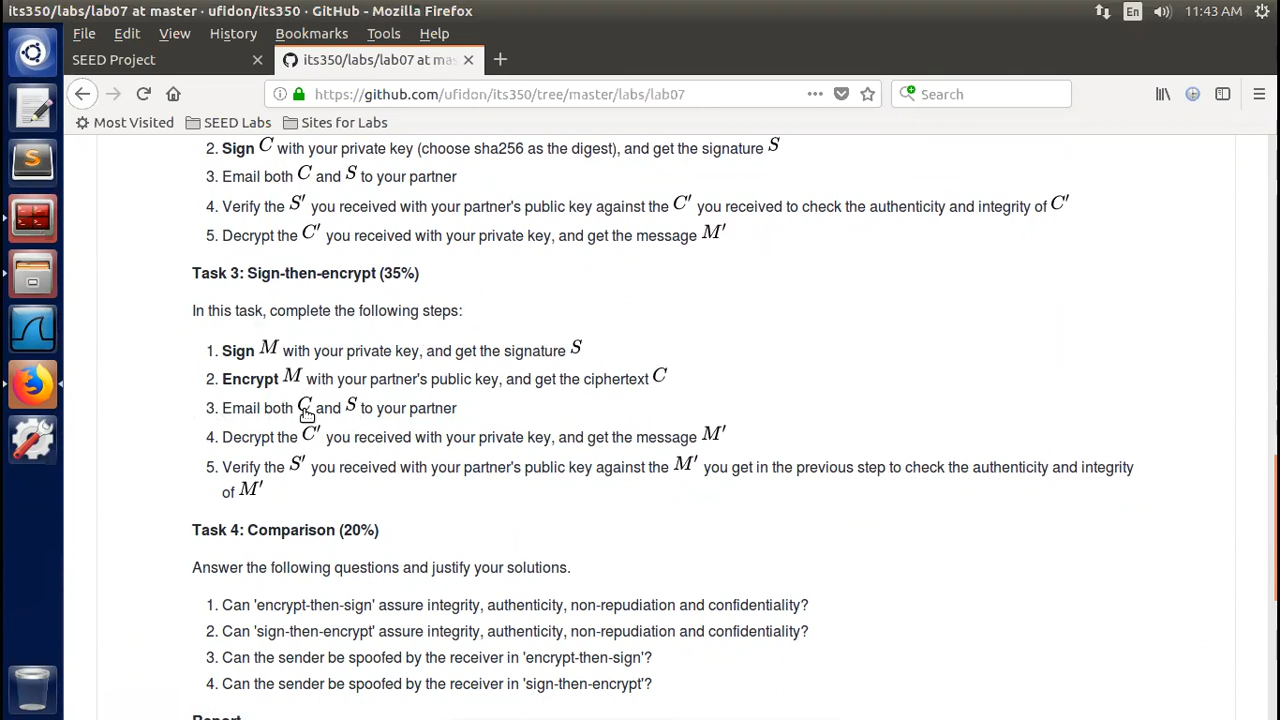 its350/labs/lab07 at master · ufidon/its350 · GitHub - Mozilla Firefox
En
11:43 AM
File Edit View History Bookmarks Tools Help
SEED Project
its350/labs/lab07 at mas
https://github.com/ufidon/its350/tree/master/labs/lab07
Search
Most Visited SEED Labs Sites for Labs
2. Sign C with your private key (choose sha256 as the digest), and get the signature S
3. Email both C and S to your partner
4. Verify the S′ you received with your partner's public key against the C′ you received to check the authenticity and integrity of C′
5. Decrypt the C′ you received with your private key, and get the message M′
Task 3: Sign-then-encrypt (35%)
In this task, complete the following steps:
1. Sign M with your private key, and get the signature S
2. Encrypt M with your partner's public key, and get the ciphertext C
3. Email both C and S to your partner
4. Decrypt the C′ you received with your private key, and get the message M′
5. Verify the S′ you received with your partner's public key against the M′ you get in the previous step to check the authenticity and integrity
of M′
Task 4: Comparison (20%)
Answer the following questions and justify your solutions.
1. Can 'encrypt-then-sign' assure integrity, authenticity, non-repudiation and confidentiality?
2. Can 'sign-then-encrypt' assure integrity, authenticity, non-repudiation and confidentiality?
3. Can the sender be spoofed by the receiver in 'encrypt-then-sign'?
4. Can the sender be spoofed by the receiver in 'sign-then-encrypt'?
Report